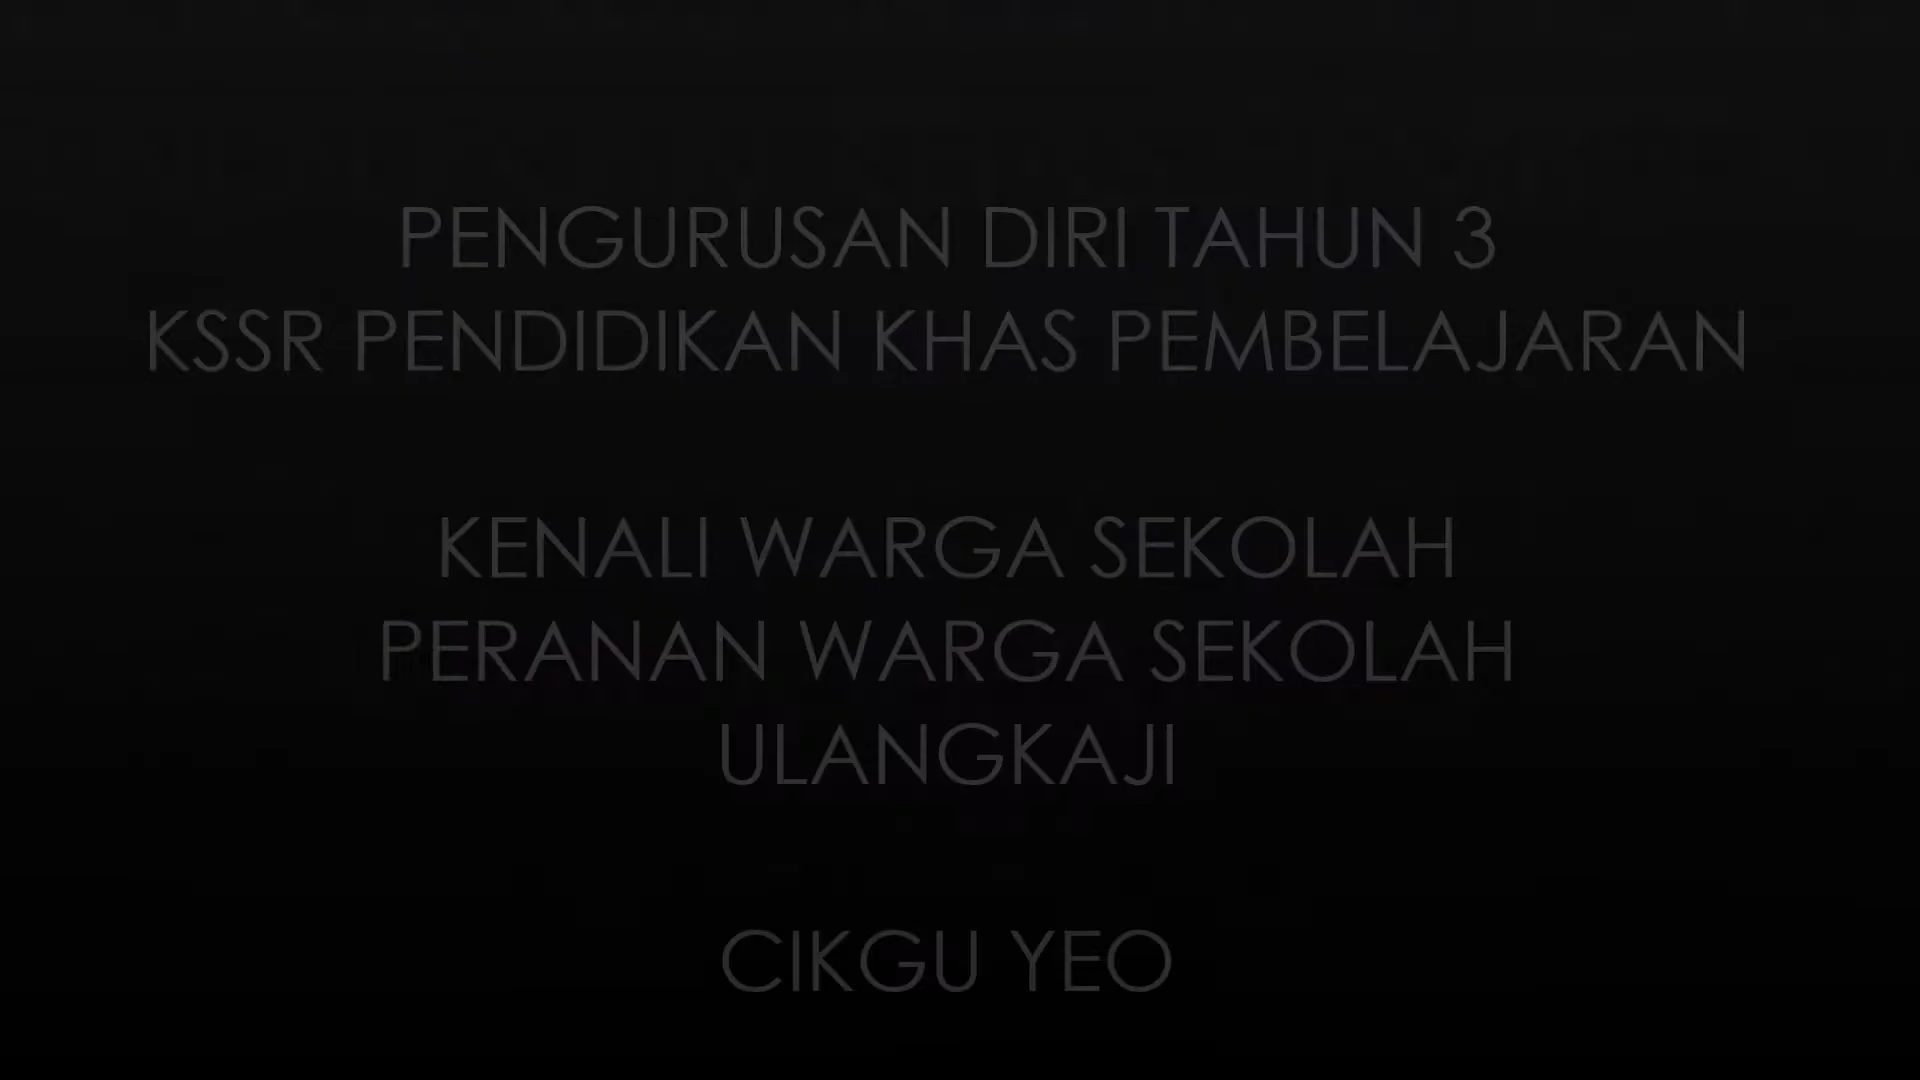 PENGURUSAN DIRI TAHUN 3
KSSR PENDIDIKAN KHAS PEMBELAJARAN
KENALI WARGA SEKOLAH
PERANAN WARGA SEKOLAH
ULANGKAJI
CIKGU YEO